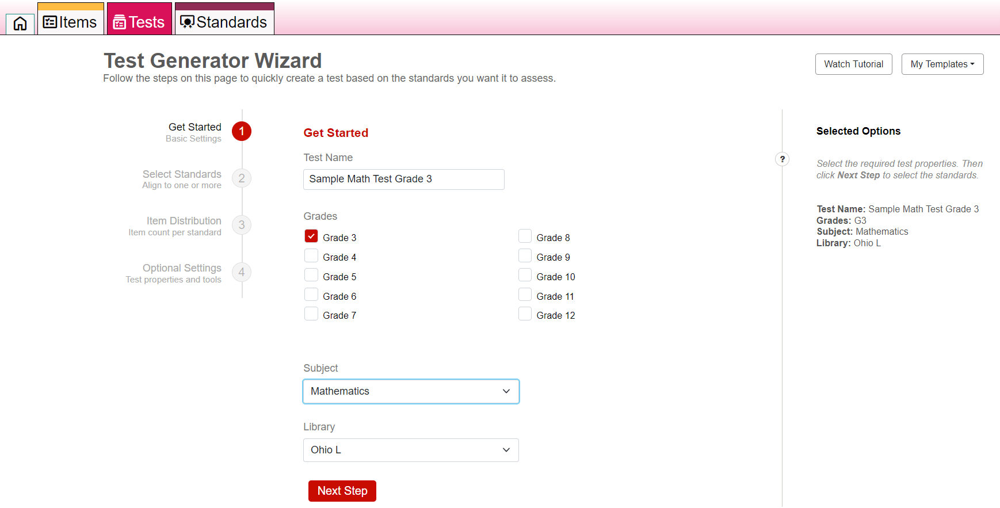 Items
Tests
Standards
Test Generator Wizard
Follow the steps on this page to quickly create a test based on the standards you want it to assess.
Watch Tutorial
My Templates
Get Started
Basic Settings
1
Select Standards
Align to one or more
2
Item Distribution
Item count per standard
3
Optional Settings
Test properties and tools
4
Get Started
Test Name
Sample Math Test Grade 3
Grades
Grade 3
Grade 4
Grade 5
Grade 6
Grade 7
Grade 8
Grade 9
Grade 10
Grade 11
Grade 12
Subject
Mathematics
Library
Ohio L
Next Step
?
Selected Options
Select the required test properties. Then
click Next Step to select the standards.
Test Name: Sample Math Test Grade 3
Grades: G3
Subject: Mathematics
Library: Ohio L